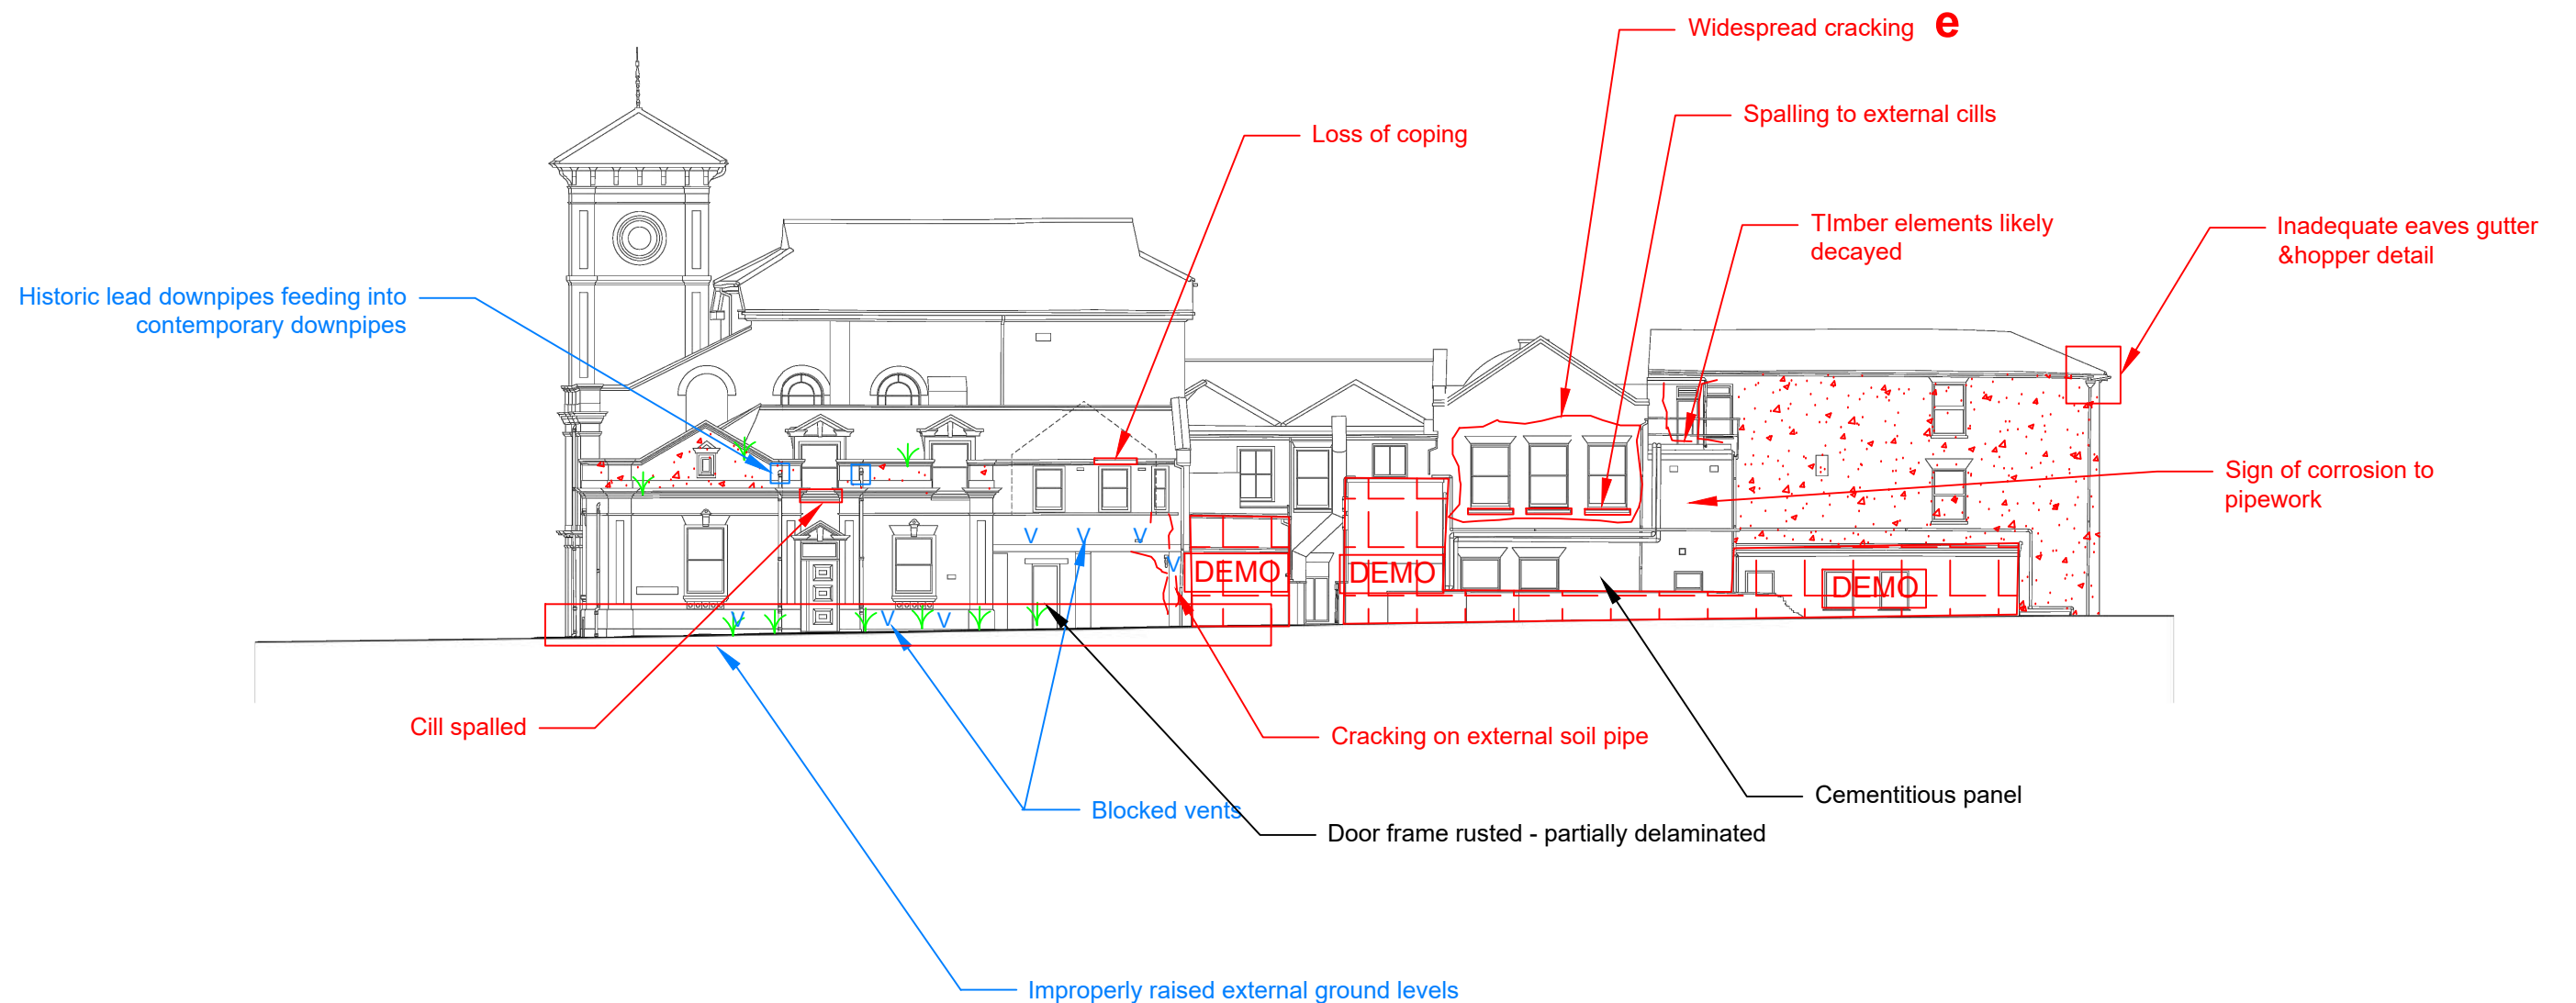 Widespread cracking e
Spalling to external cills
Loss of coping
TImber elements likely
decayed
Inadequate eaves gutter
&hopper detail
Historic lead downpipes feeding into
contemporary downpipes
Sign of corrosion to
pipework
V V V
V
DEMO
DEMO
DEMO
V V V
Cill spalled
Cracking on external soil pipe
Cementitious panel
Blocked vents
Door frame rusted - partially delaminated
Improperly raised external ground levels